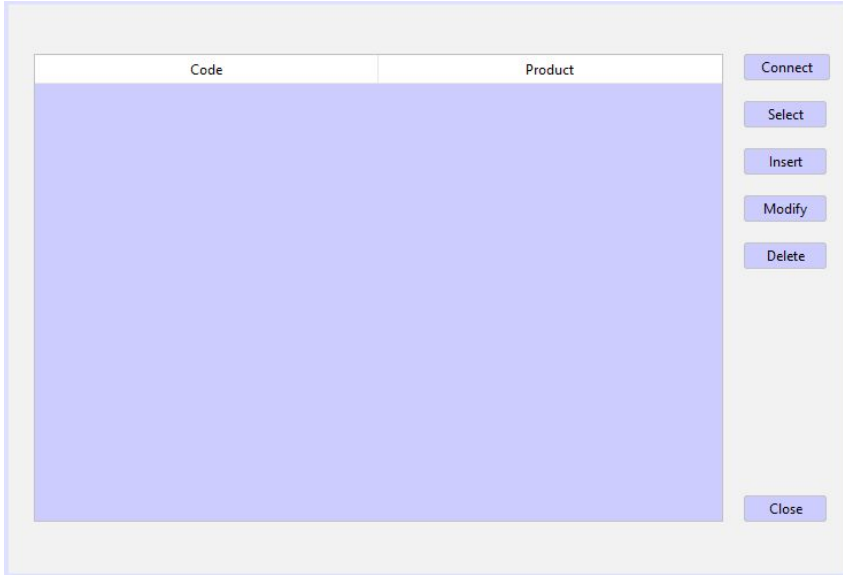 Code Product
Connect
Select
Insert
Modify
Delete
Close